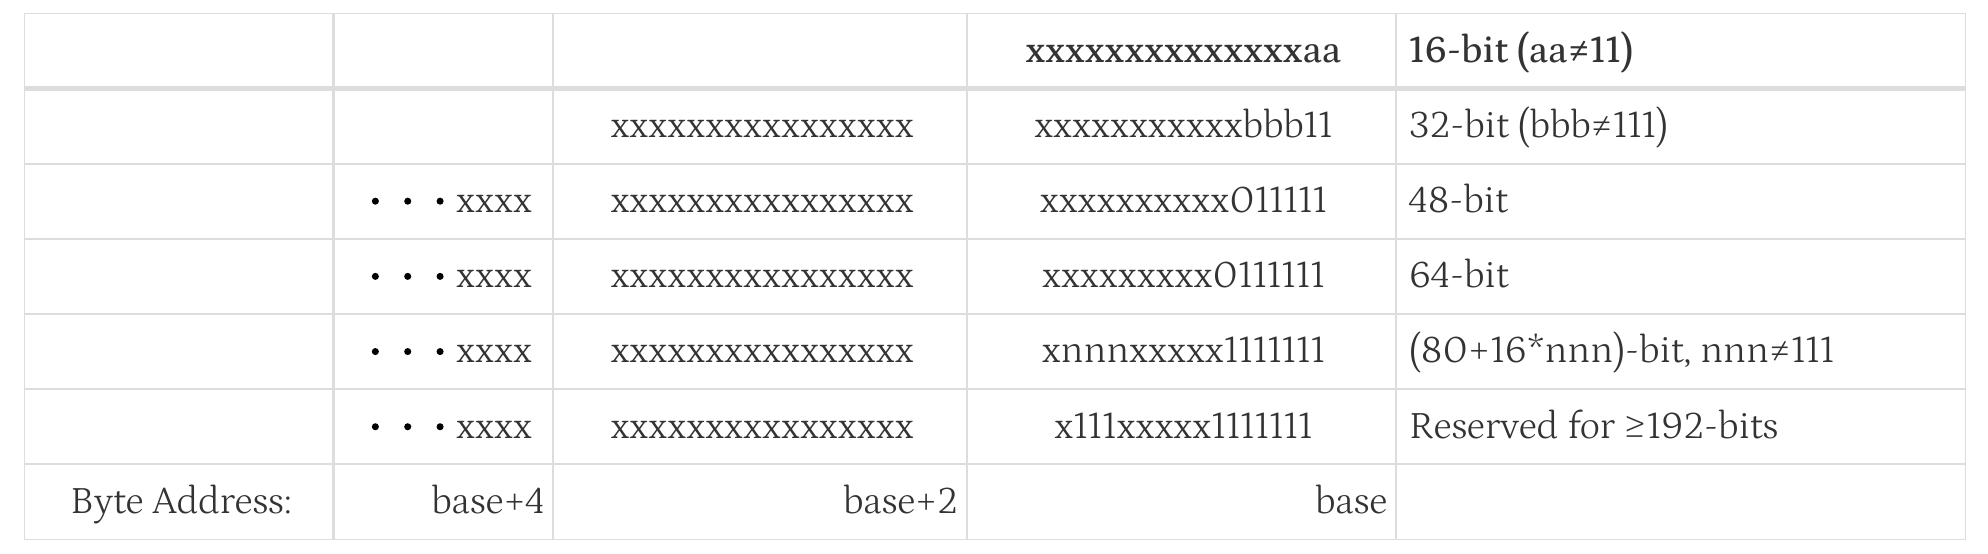 xxxxxxxxxxxxxxaa 16-bit (aa≠11)
xxxxxxxxxxxxxxxx xxxxxxxxxxxbbb11 32-bit (bbb≠111)
• • •xxxx xxxxxxxxxxxxxxxx xxxxxxxxxx011111 48-bit
• • •xxxx xxxxxxxxxxxxxxxx xxxxxxxxx0111111 64-bit
• • •xxxx xxxxxxxxxxxxxxxx xnnnxxxxx1111111 (80+16*nnn)-bit, nnn≠111
• • •xxxx xxxxxxxxxxxxxxxx x111xxxxx1111111 Reserved for ≥192-bits
Byte Address: base+4 base+2 base